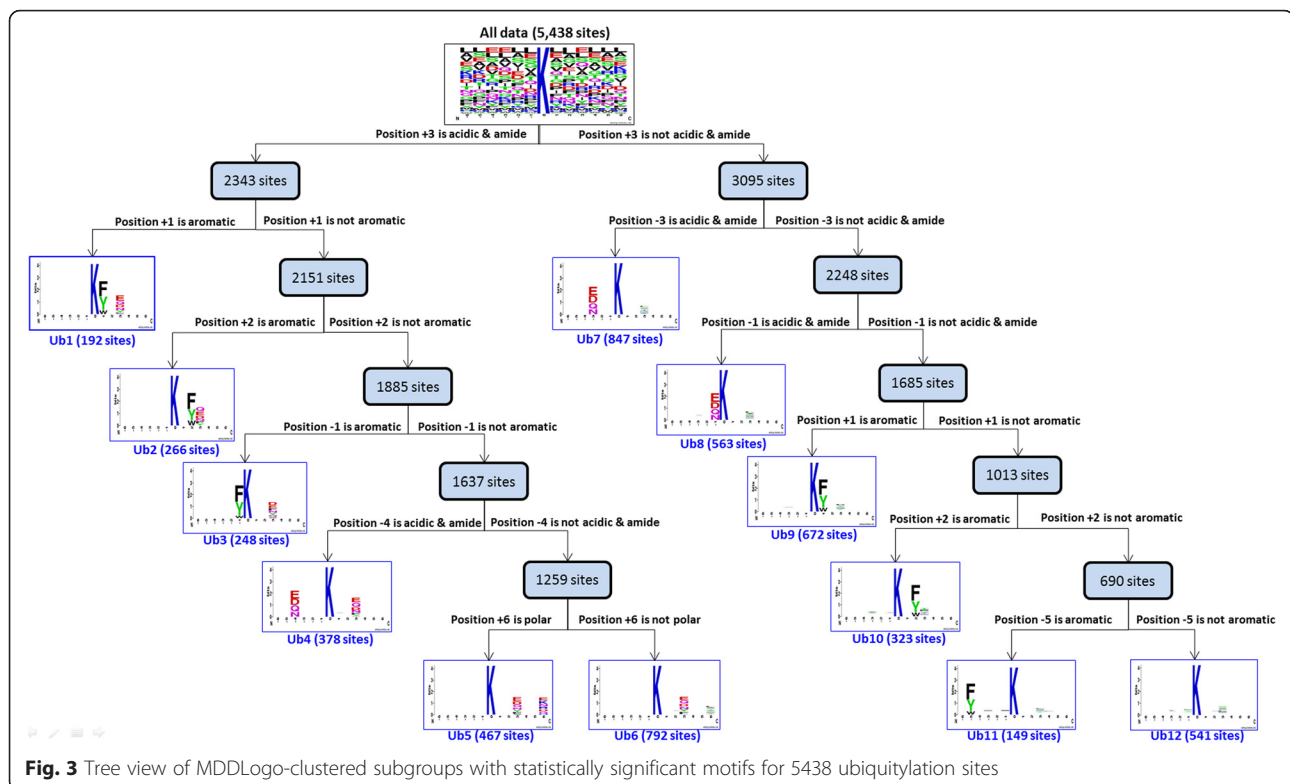 All data (5,438 sites)
Position +3 is acidic & amide
Position +3 is not acidic & amide
2343 sites
3095 sites
Position +1 is aromatic
Position +1 is not aromatic
Position -3 is acidic & amide
Position -3 is not acidic & amide
2151 sites
2248 sites
Ub1 (192 sites)
Ub7 (847 sites)
Position +2 is aromatic
Position +2 is not aromatic
Position -1 is acidic & amide
Position -1 is not acidic & amide
1885 sites
1685 sites
Ub2 (266 sites)
Ub8 (563 sites)
Position -1 is aromatic
Position -1 is not aromatic
Position +1 is aromatic
Position +1 is not aromatic
1637 sites
1013 sites
Ub3 (248 sites)
Ub9 (672 sites)
Position -4 is acidic & amide
Position -4 is not acidic & amide
Position +2 is aromatic
Position +2 is not aromatic
1259 sites
690 sites
Ub4 (378 sites)
Ub10 (323 sites)
Position +6 is polar
Position +6 is not polar
Position -5 is aromatic
Position -5 is not aromatic
Ub5 (467 sites)
Ub6 (792 sites)
Ub11 (149 sites)
Ub12 (541 sites)
Fig. 3 Tree view of MDDLogo-clustered subgroups with statistically significant motifs for 5438 ubiquitylation sites